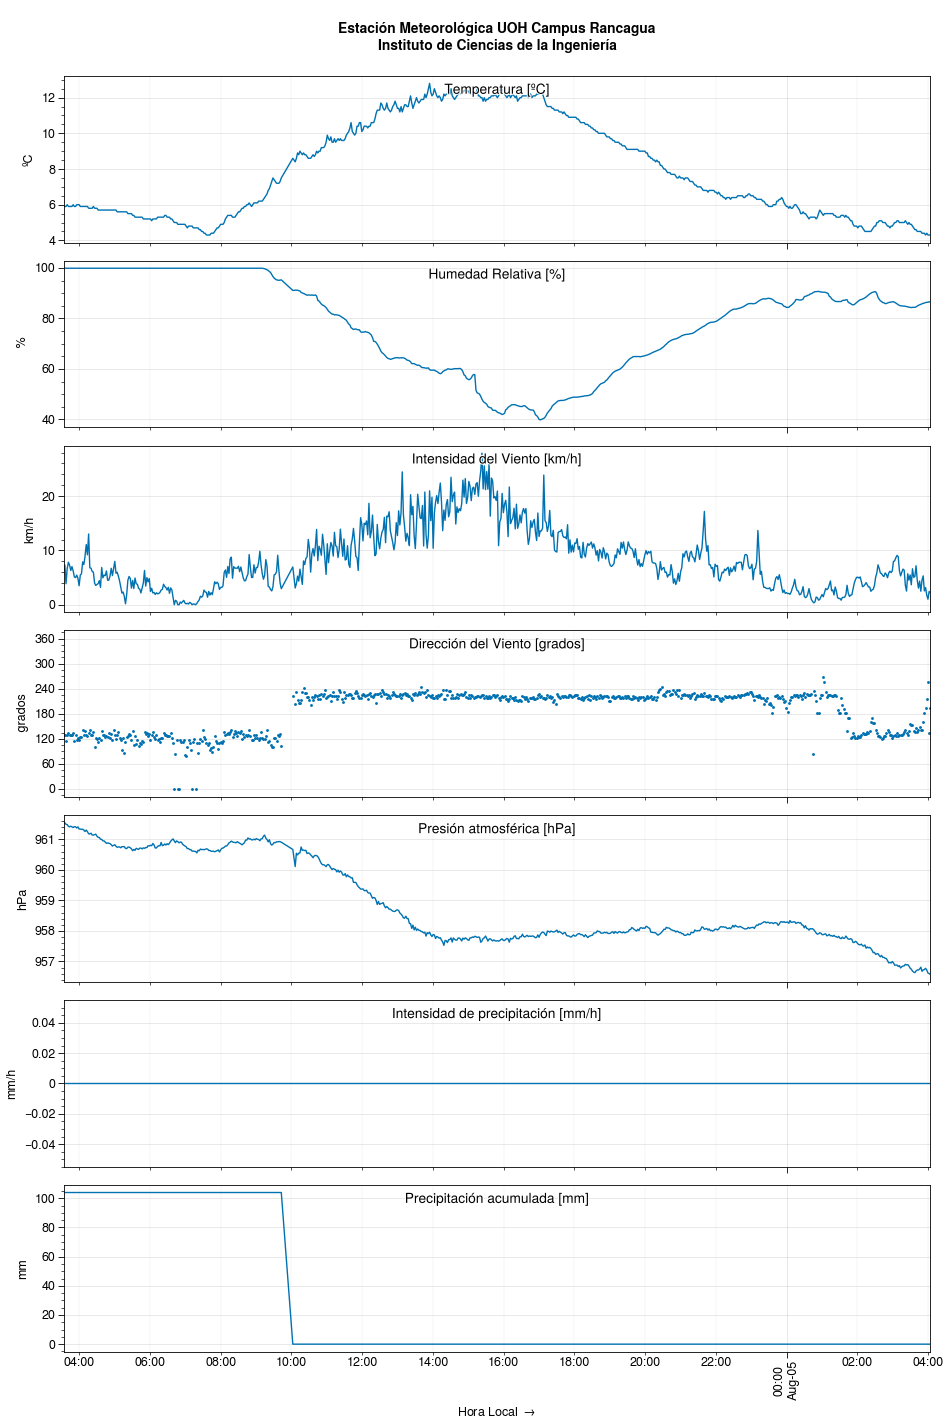 Estación Meteorológica UOH Campus Rancagua
Instituto de Ciencias de la Ingeniería
Temperatura [ºC]
ºC
12
10
8
6
4
Humedad Relativa [%]
%
100
80
60
40
Intensidad del Viento [km/h]
km/h
20
10
0
Dirección del Viento [grados]
grados
360
300
240
180
120
60
0
Presión atmosférica [hPa]
hPa
961
960
959
958
957
Intensidad de precipitación [mm/h]
mm/h
0.04
0.02
0
−0.02
−0.04
Precipitación acumulada [mm]
mm
100
80
60
40
20
0
04:00 06:00 08:00 10:00 12:00 14:00 16:00 18:00 20:00 22:00 00:00 02:00 04:00
Aug-05
Hora Local →